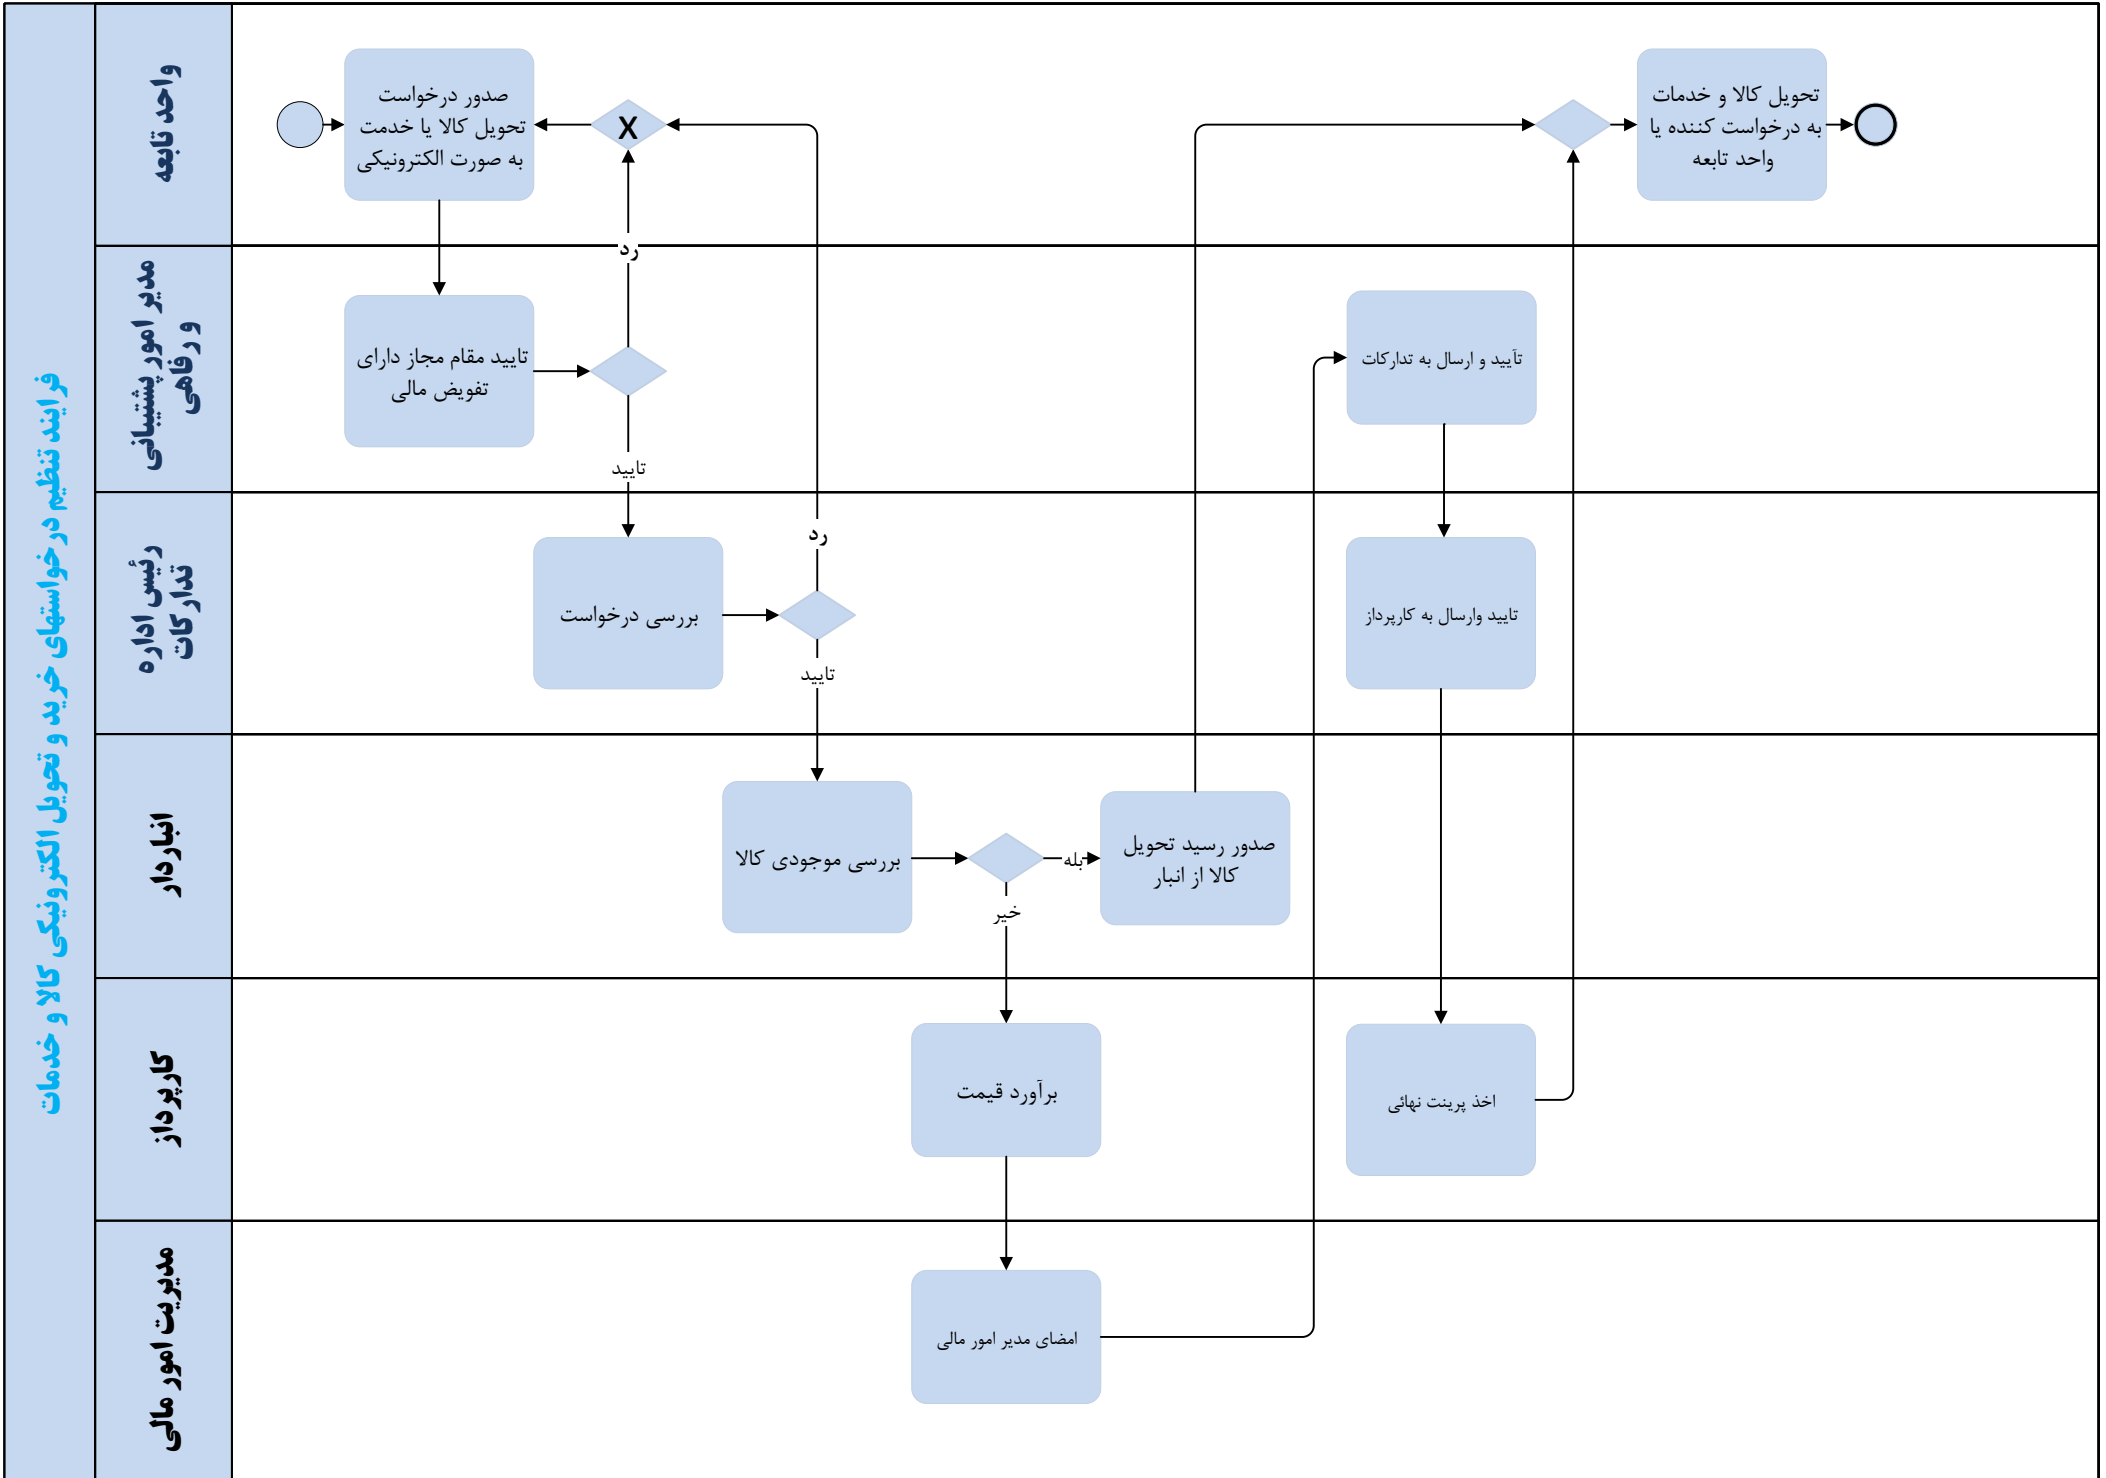 فرایند تنظیم درخواستهای خرید و تحویل الکترونیکی کالا و خدمات
واحد تابعه
صدور درخواست
تحویل کالا یا خدمت
به صورت الکترونیکی
X
تحویل کالا و خدمات
به درخواست کننده یا
واحد تابعه
رد
مدیر امور پشتیبانی
و رفاهی
تایید مقام مجاز دارای
تفویض مالی
تایید
تآیید و ارسال به تدارکات
رئیس اداره
تدارکات
بررسی درخواست
رد
تایید
تایید وارسال به کارپرداز
انباردار
بررسی موجودی کالا
بله
خیر
صدور رسید تحویل
کالا از انبار
کارپرداز
برآورد قیمت
اخذ پرینت نهائی
مدیریت امور مالی
امضای مدیر امور مالی